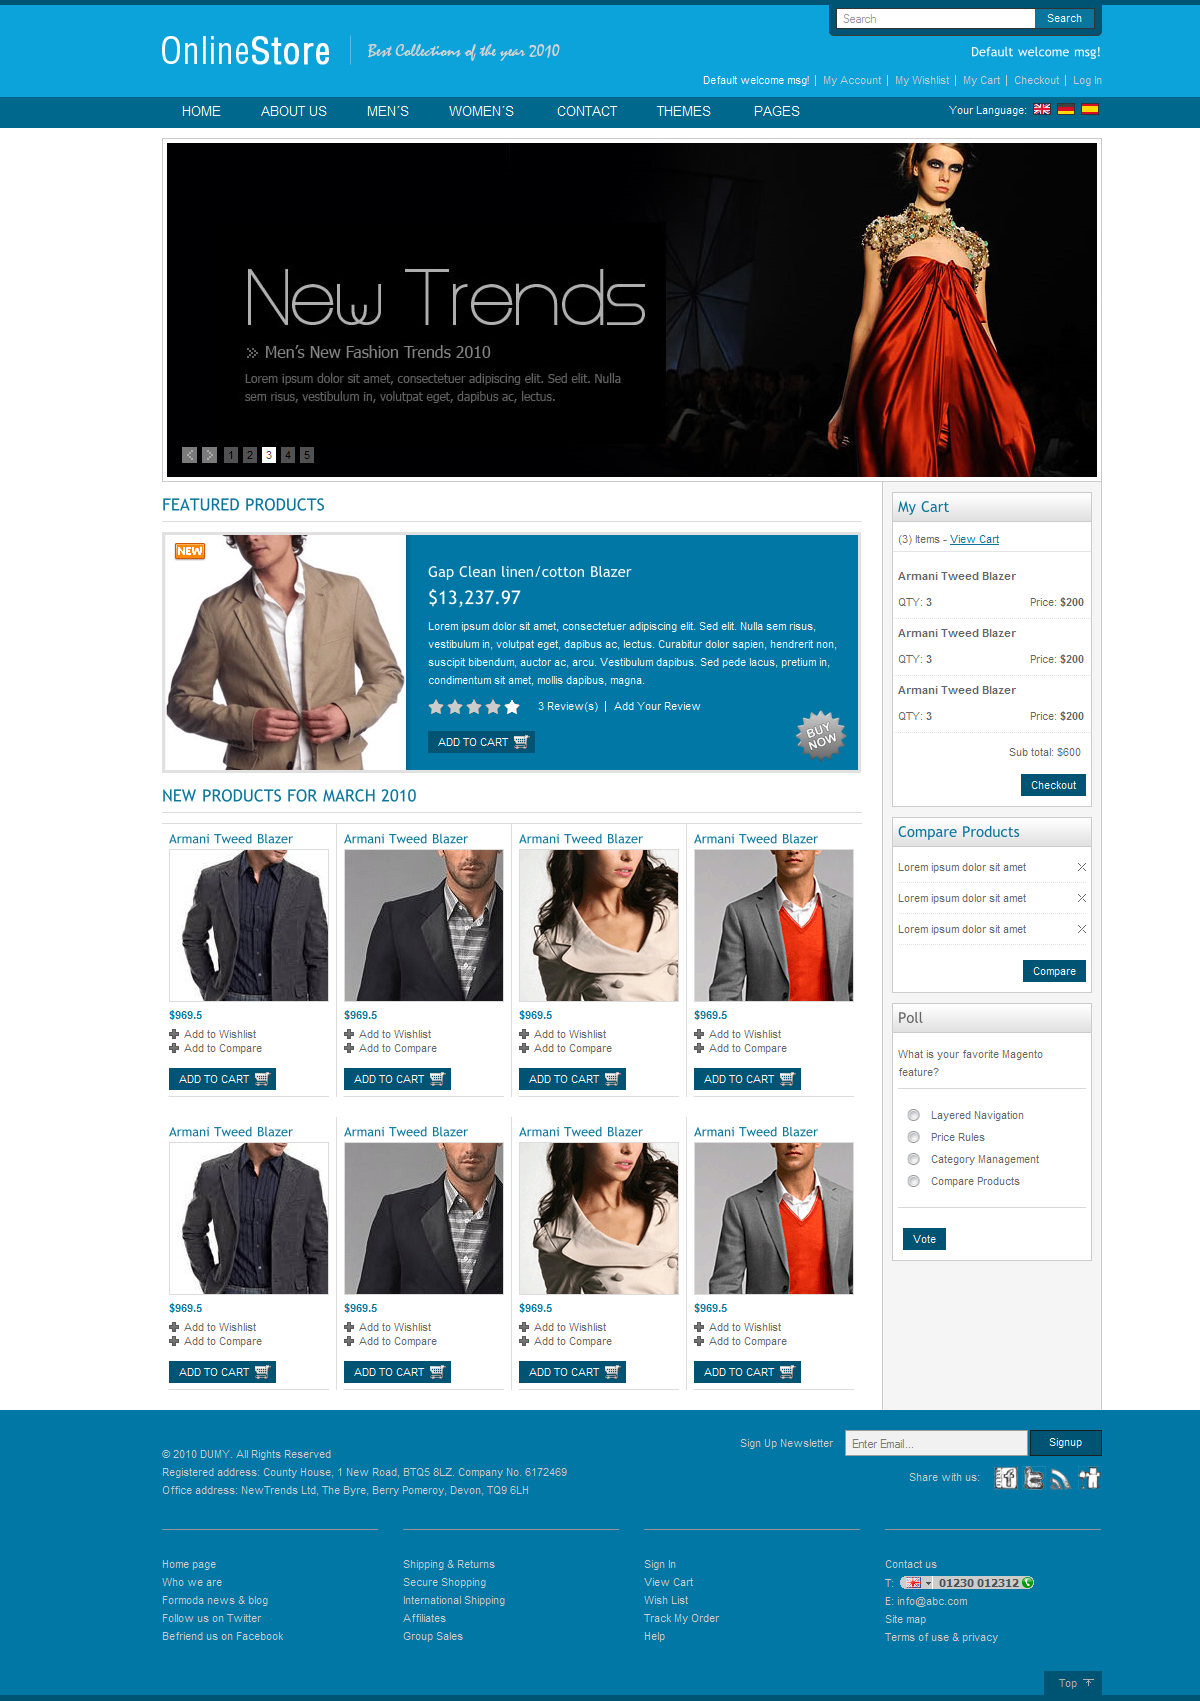 Search
Search
OnlineStore
Best Collections of the year 2010
Default welcome msg!
Default welcome msg! | My Account | My Wishlist | My Cart | Checkout | Log In
HOME ABOUT US MEN´S WOMEN´S CONTACT THEMES PAGES
Your Language:
New Trends
Men's New Fashion Trends 2010
Lorem ipsum dolor sit amet, consectetuer adipiscing elit. Sed elit. Nulla
sem risus, vestibulum in, volutpat eget, dapibus ac, lectus.
1 2 3 4 5
FEATURED PRODUCTS
NEW
Gap Clean linen/cotton Blazer
$13,237.97
Lorem ipsum dolor sit amet, consectetuer adipiscing elit. Sed elit. Nulla sem risus,
vestibulum in, volutpat eget, dapibus ac, lectus. Curabitur dolor sapien, hendrerit non,
suscipit bibendum, auctor ac, arcu. Vestibulum dapibus. Sed pede lacus, pretium in,
condimentum sit amet, mollis dapibus, magna.
3 Review(s) | Add Your Review
ADD TO CART
BUY
NOW
NEW PRODUCTS FOR MARCH 2010
Armani Tweed Blazer Armani Tweed Blazer Armani Tweed Blazer Armani Tweed Blazer
$969.5 $969.5 $969.5 $969.5
Add to Wishlist Add to Wishlist Add to Wishlist Add to Wishlist
Add to Compare Add to Compare Add to Compare Add to Compare
ADD TO CART ADD TO CART ADD TO CART ADD TO CART
Armani Tweed Blazer Armani Tweed Blazer Armani Tweed Blazer Armani Tweed Blazer
$969.5 $969.5 $969.5 $969.5
Add to Wishlist Add to Wishlist Add to Wishlist Add to Wishlist
Add to Compare Add to Compare Add to Compare Add to Compare
ADD TO CART ADD TO CART ADD TO CART ADD TO CART
My Cart
(3) Items - View Cart
Armani Tweed Blazer
QTY: 3 Price: $200
Armani Tweed Blazer
QTY: 3 Price: $200
Armani Tweed Blazer
QTY: 3 Price: $200
Sub total: $600
Checkout
Compare Products
Lorem ipsum dolor sit amet
Lorem ipsum dolor sit amet
Lorem ipsum dolor sit amet
Compare
Poll
What is your favorite Magento
feature?
Layered Navigation
Price Rules
Category Management
Compare Products
Vote
© 2010 DUMY. All Rights Reserved
Registered address: County House, 1 New Road, BTQ5 8LZ. Company No. 6172469
Office address: NewTrends Ltd, The Byre, Berry Pomeroy, Devon, TQ9 6LH
Sign Up Newsletter Enter Email... Signup
Share with us:
Home page
Who we are
Formoda news & blog
Follow us on Twitter
Befriend us on Facebook
Shipping & Returns
Secure Shopping
International Shipping
Affiliates
Group Sales
Sign In
View Cart
Wish List
Track My Order
Help
Contact us
T: 01230 012312
E: info@abc.com
Site map
Terms of use & privacy
Top